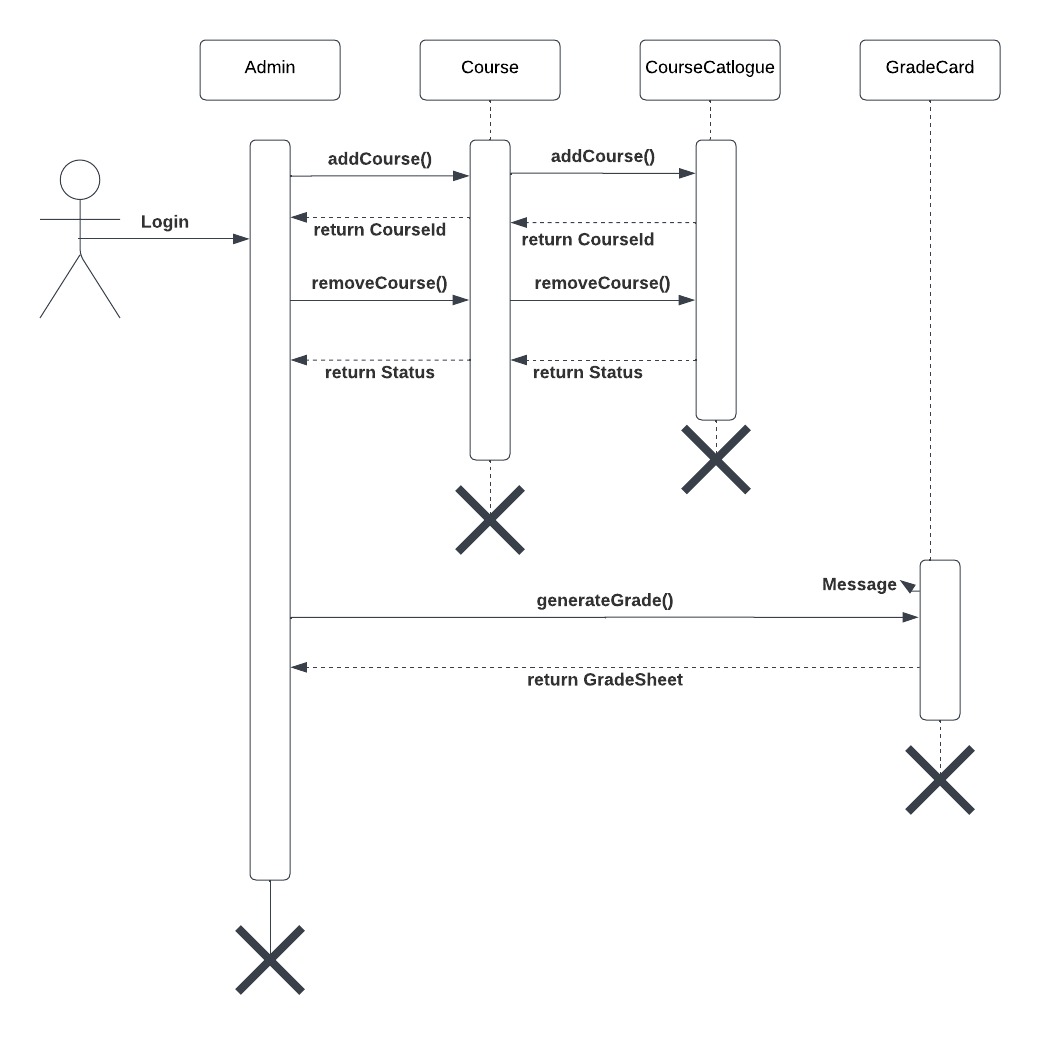 Admin
Course
CourseCatlogue
GradeCard
addCourse()
addCourse()
Login
return CourseId
return CourseId
removeCourse()
removeCourse()
return Status
return Status
Message
generateGrade()
return GradeSheet